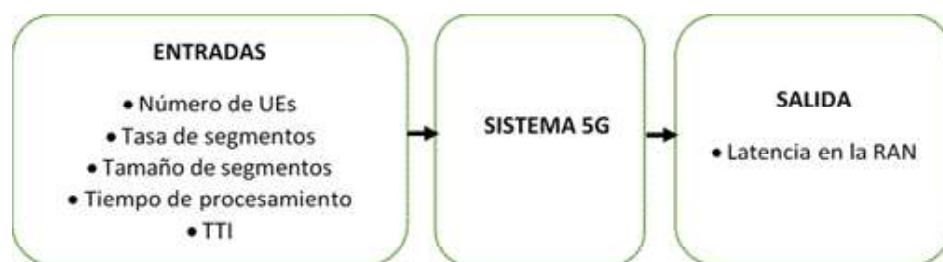 ENTRADAS
• Número de UEs
• Tasa de segmentos
• Tamaño de segmentos
• Tiempo de procesamiento
• TTI
SISTEMA 5G
SALIDA
• Latencia en la RAN